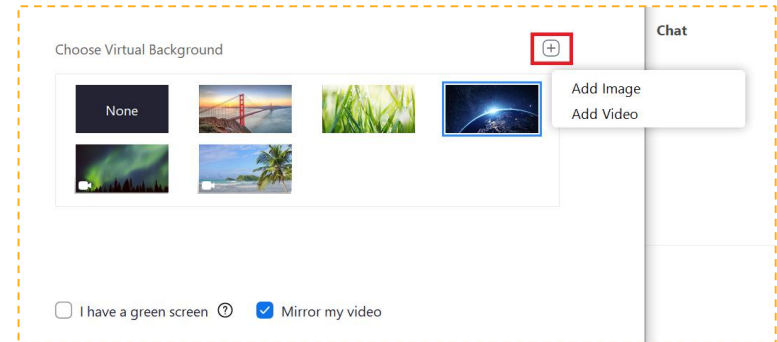 Chat
Choose Virtual Background
Add Image
None
Add Video
I have a green screen
Mirror my video